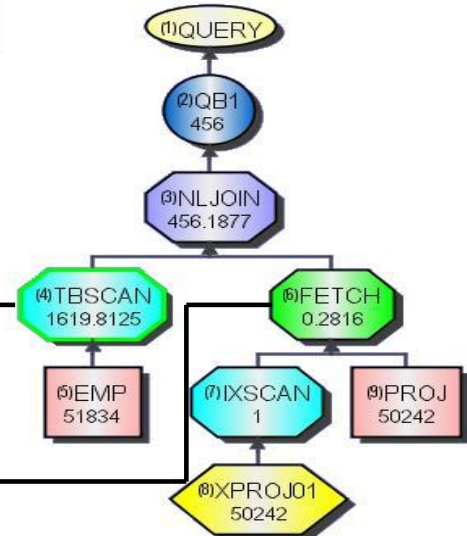 (1)QUERY
(2)QB1
456
(3)NLJOIN
456.1877
(4)TBSCAN
1619.8125
(6)FETCH
0.2816
(5)EMP
51834
(7)IXSCAN
1
(9)PROJ
50242
(8)XPROJ01
50242